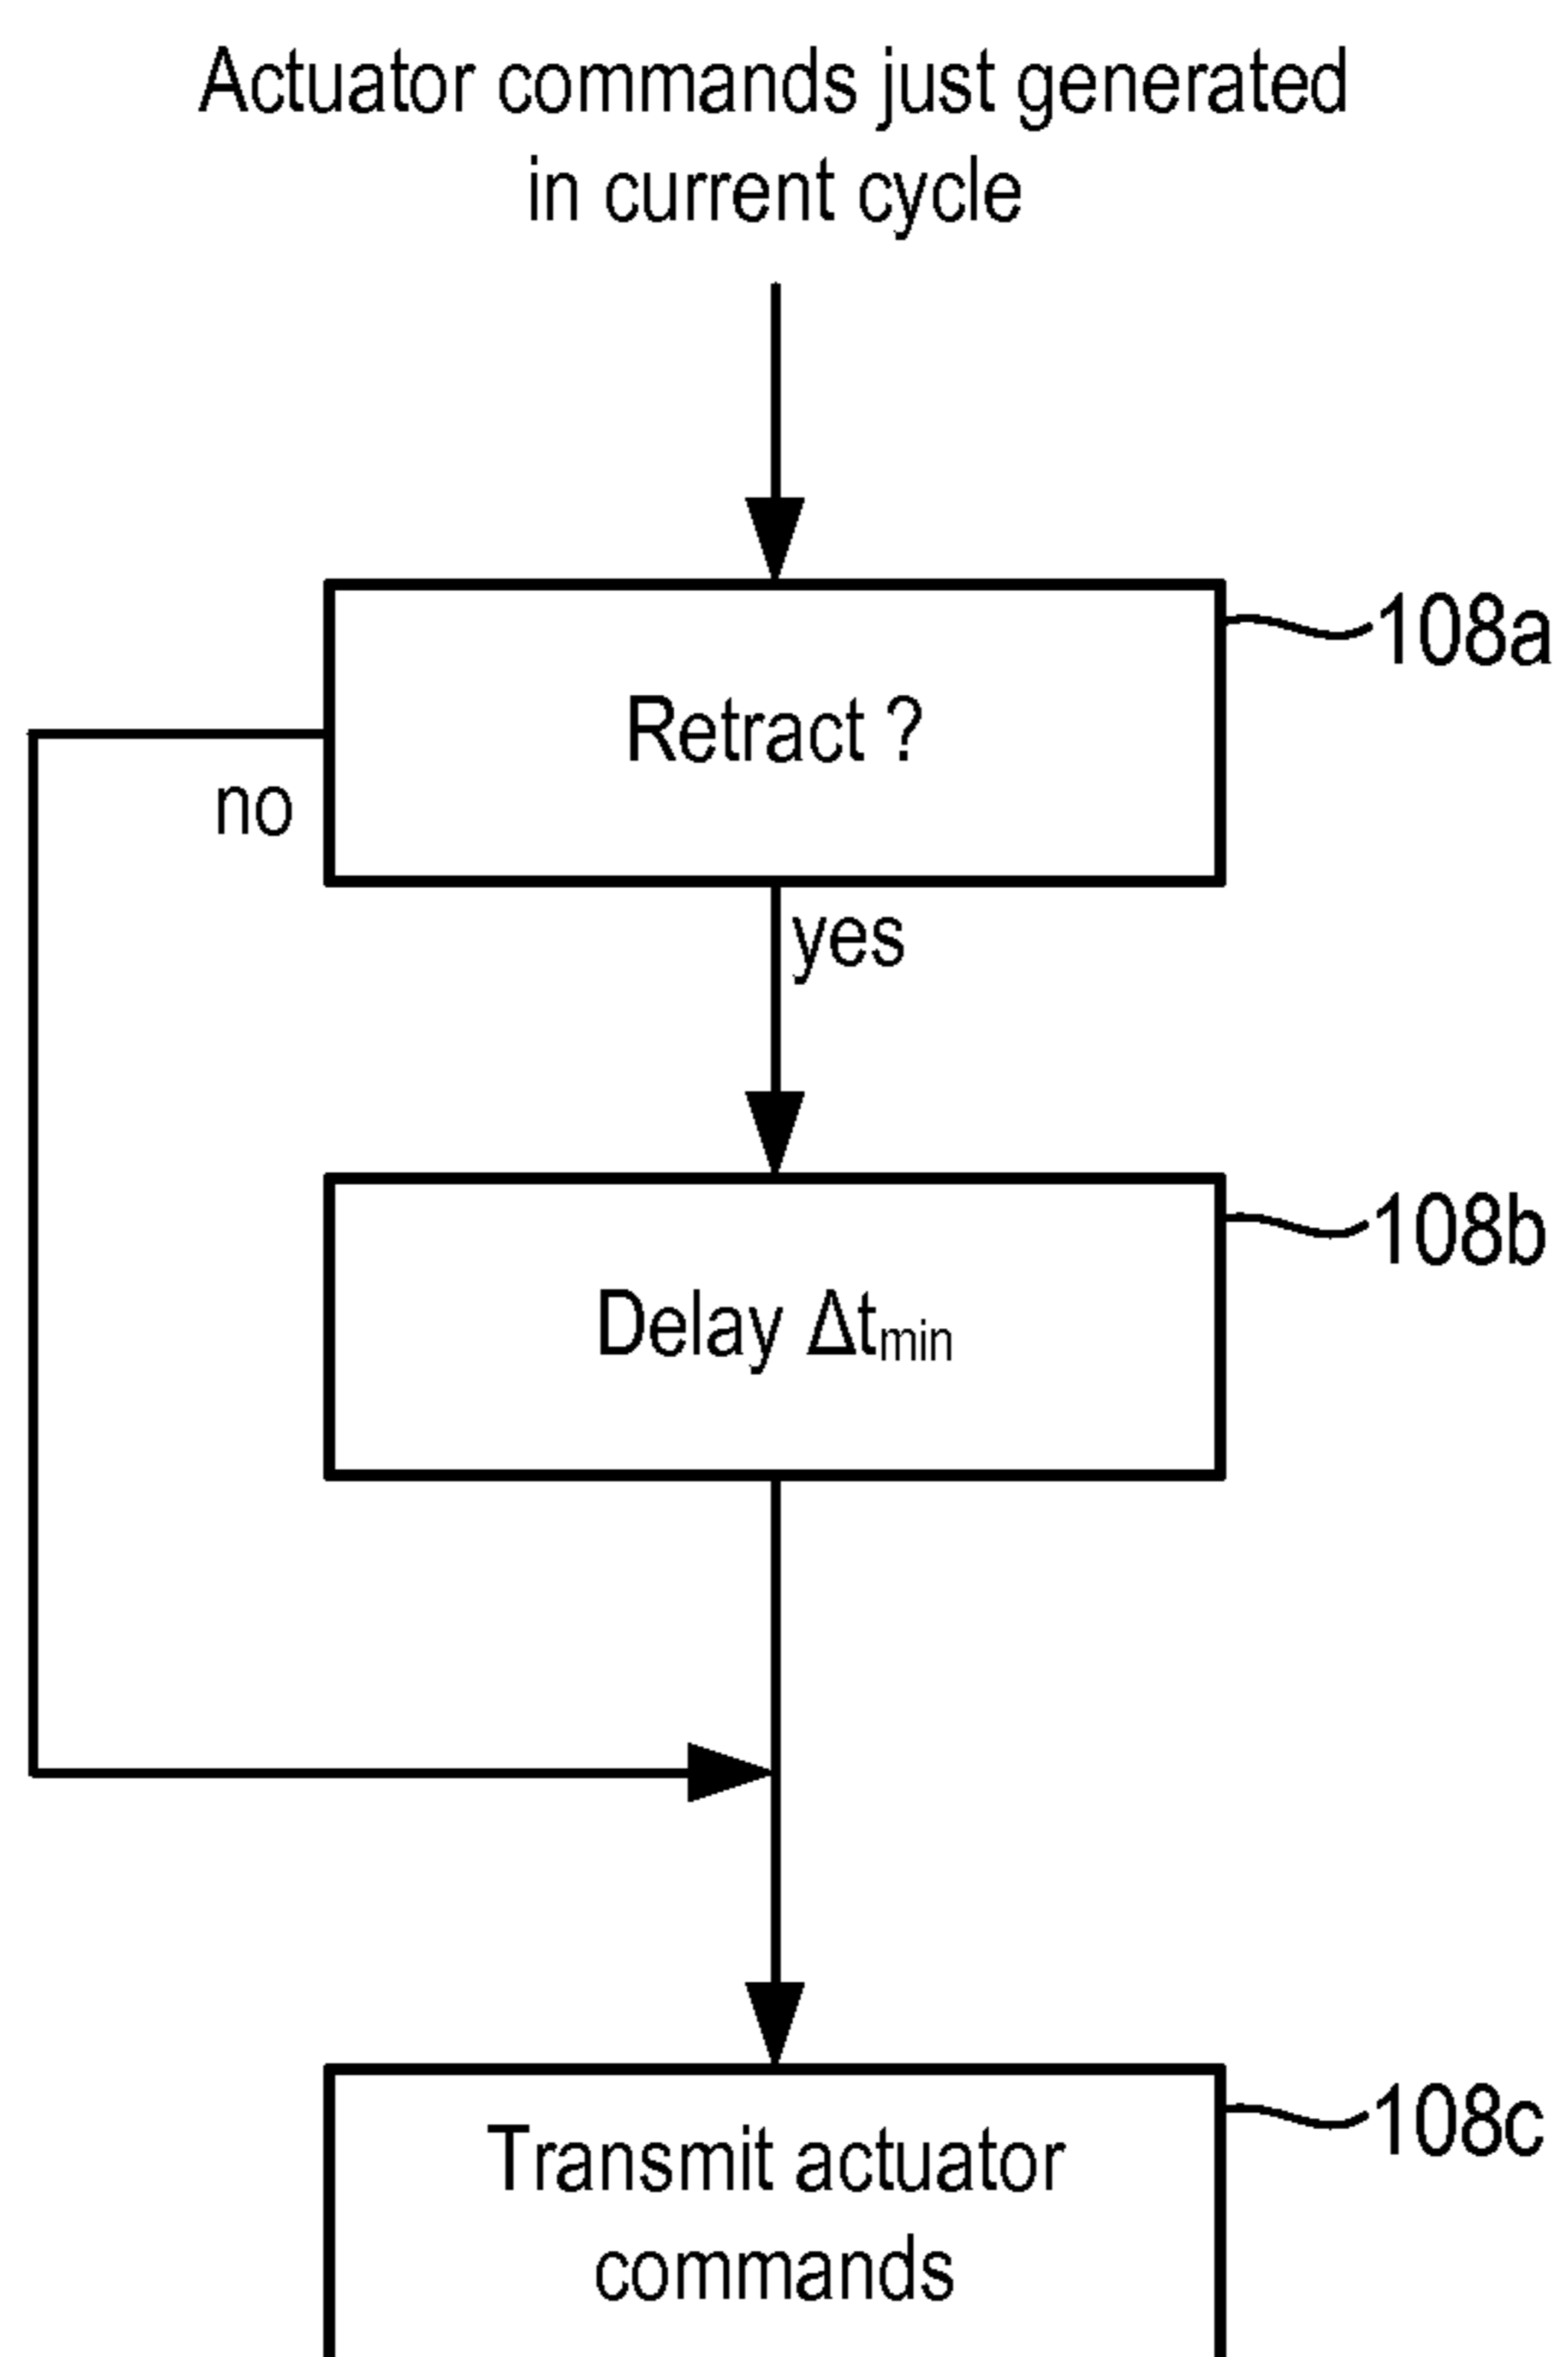 Actuator commands just generated
in current cycle
108a
Retract ?
no
yes
108b
Delay Δtmin
108c
Transmit actuator
commands